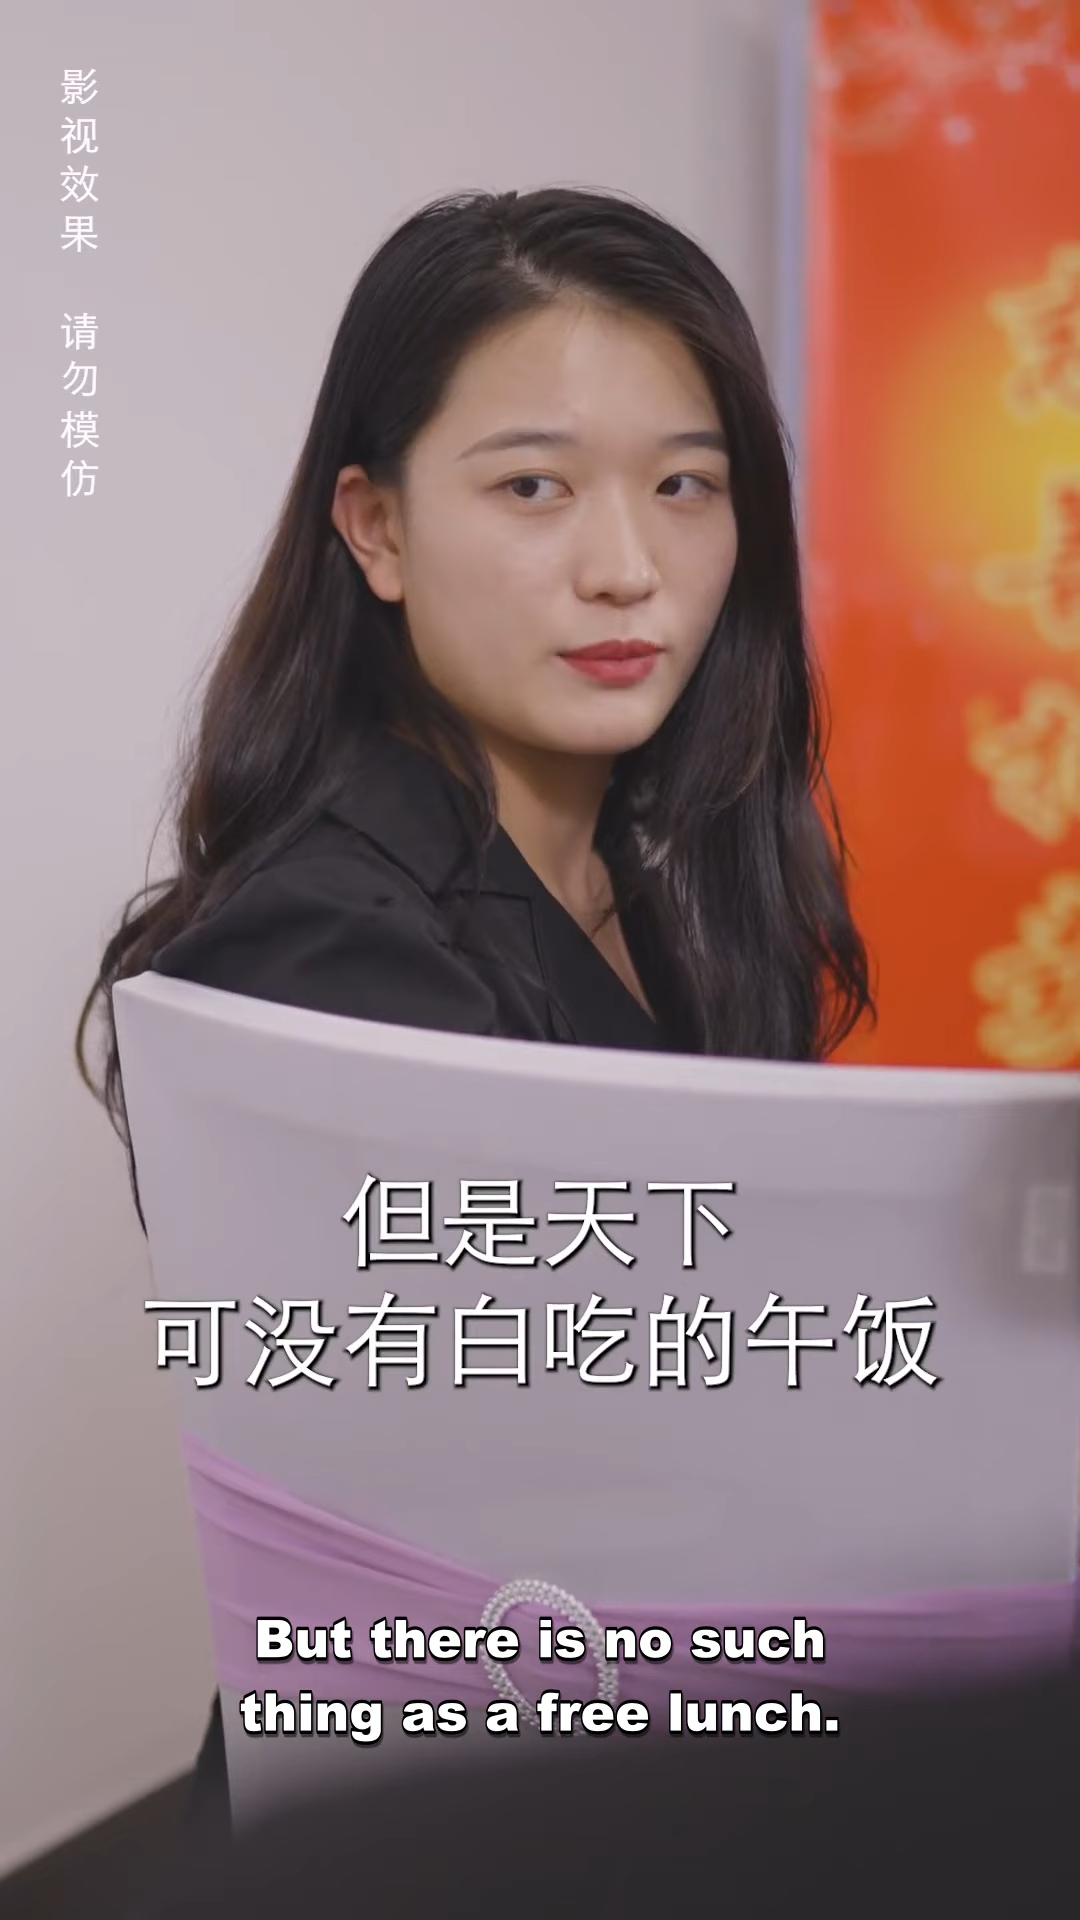 影视效果 请勿模仿
但是天下
可没有白吃的午饭
But there is no such
thing as a free lunch.